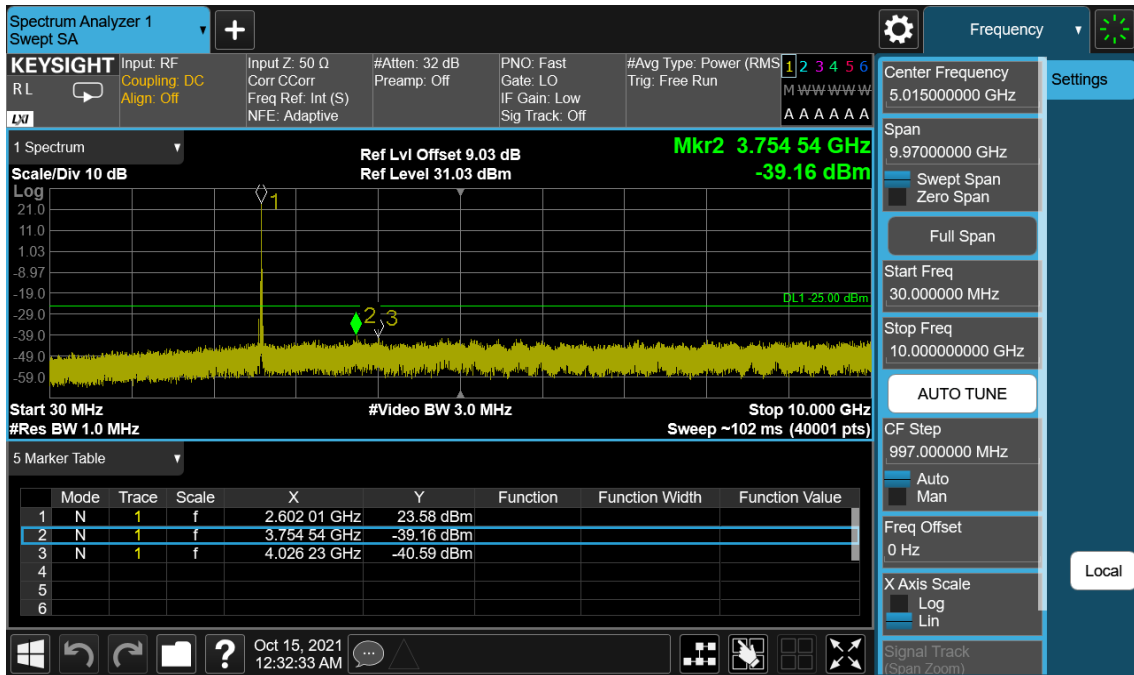 Spectrum Analyzer 1
Swept SA
+
Frequency
KEYSIGHT
RL
LXI
Input: RF
Coupling: DC
Align: Off
Input Z: 50 Ω
Corr CCorr
Freq Ref: Int (S)
NFE: Adaptive
#Atten: 32 dB
Preamp: Off
PNO: Fast
Gate: LO
IF Gain: Low
Sig Track: Off
#Avg Type: Power (RMS
Trig: Free Run
1 2 3 4 5 6
M W W W W W
A A A A A A
1 Spectrum
Scale/Div 10 dB
Ref Lvl Offset 9.03 dB
Ref Level 31.03 dBm
Mkr2 3.754 54 GHz
-39.16 dBm
Log
21.0
11.0
1.03
-8.97
-19.0
-29.0
-39.0
-49.0
-59.0
1
2
3
DL1 -25.00 dBm
Start 30 MHz
#Video BW 3.0 MHz
Stop 10.000 GHz
#Res BW 1.0 MHz
Sweep ~102 ms (40001 pts)
5 Marker Table
Mode Trace Scale X Y Function Function Width Function Value
1 N 1 f 2.602 01 GHz 23.58 dBm
2 N 1 f 3.754 54 GHz -39.16 dBm
3 N 1 f 4.026 23 GHz -40.59 dBm
4
5
6
?
Oct 15, 2021
12:32:33 AM
Center Frequency
5.015000000 GHz
Span
9.97000000 GHz
Swept Span
Zero Span
Full Span
Start Freq
30.000000 MHz
Stop Freq
10.000000000 GHz
AUTO TUNE
CF Step
997.000000 MHz
Auto
Man
Freq Offset
0 Hz
X Axis Scale
Log
Lin
Signal Track
(Span Zoom)
Settings
Local